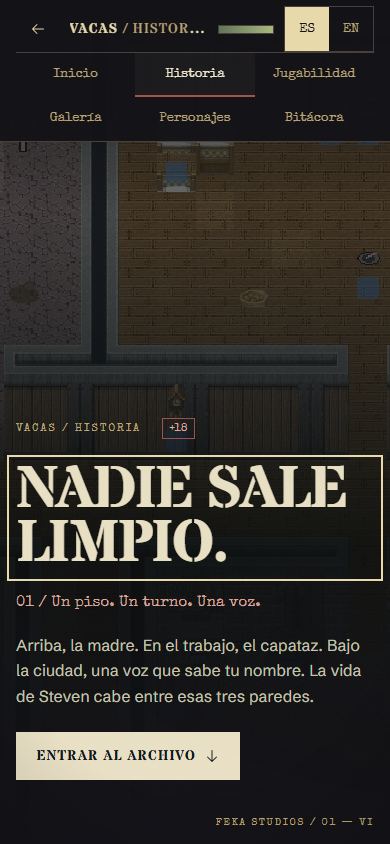 ← VACAS / HISTOR... ES EN
Inicio Historia Jugabilidad
Galería Personajes Bitácora
VACAS / HISTORIA +18
NADIE SALE
LIMPIO.
01 / Un piso. Un turno. Una voz.
Arriba, la madre. En el trabajo, el capataz. Bajo
la ciudad, una voz que sabe tu nombre. La vida
de Steven cabe entre esas tres paredes.
ENTRAR AL ARCHIVO ↓
FEKA STUDIOS / 01 — VI